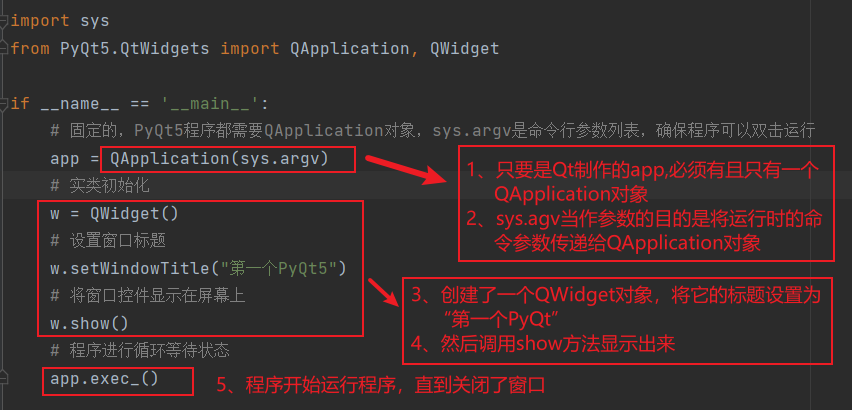 import sys
from PyQt5.QtWidgets import QApplication, QWidget
if __name__ == '__main__':
# 固定的，PyQt5程序都需要QApplication对象，sys.argv是命令行参数列表，确保程序可以双击运行
app = QApplication(sys.argv)
# 实类初始化
w = QWidget()
# 设置窗口标题
w.setWindowTitle("第一个PyQt5")
# 将窗口控件显示在屏幕上
w.show()
# 程序进行循环等待状态
app.exec_()
1、只要是Qt制作的app,必须有且只有一个
QApplication对象
2、sys.agv当作参数的目的是将运行时的命
令参数传递给QApplication对象
3、创建了一个QWidget对象，将它的标题设置为
“第一个PyQt”
4、然后调用show方法显示出来
5、程序开始运行程序，直到关闭了窗口